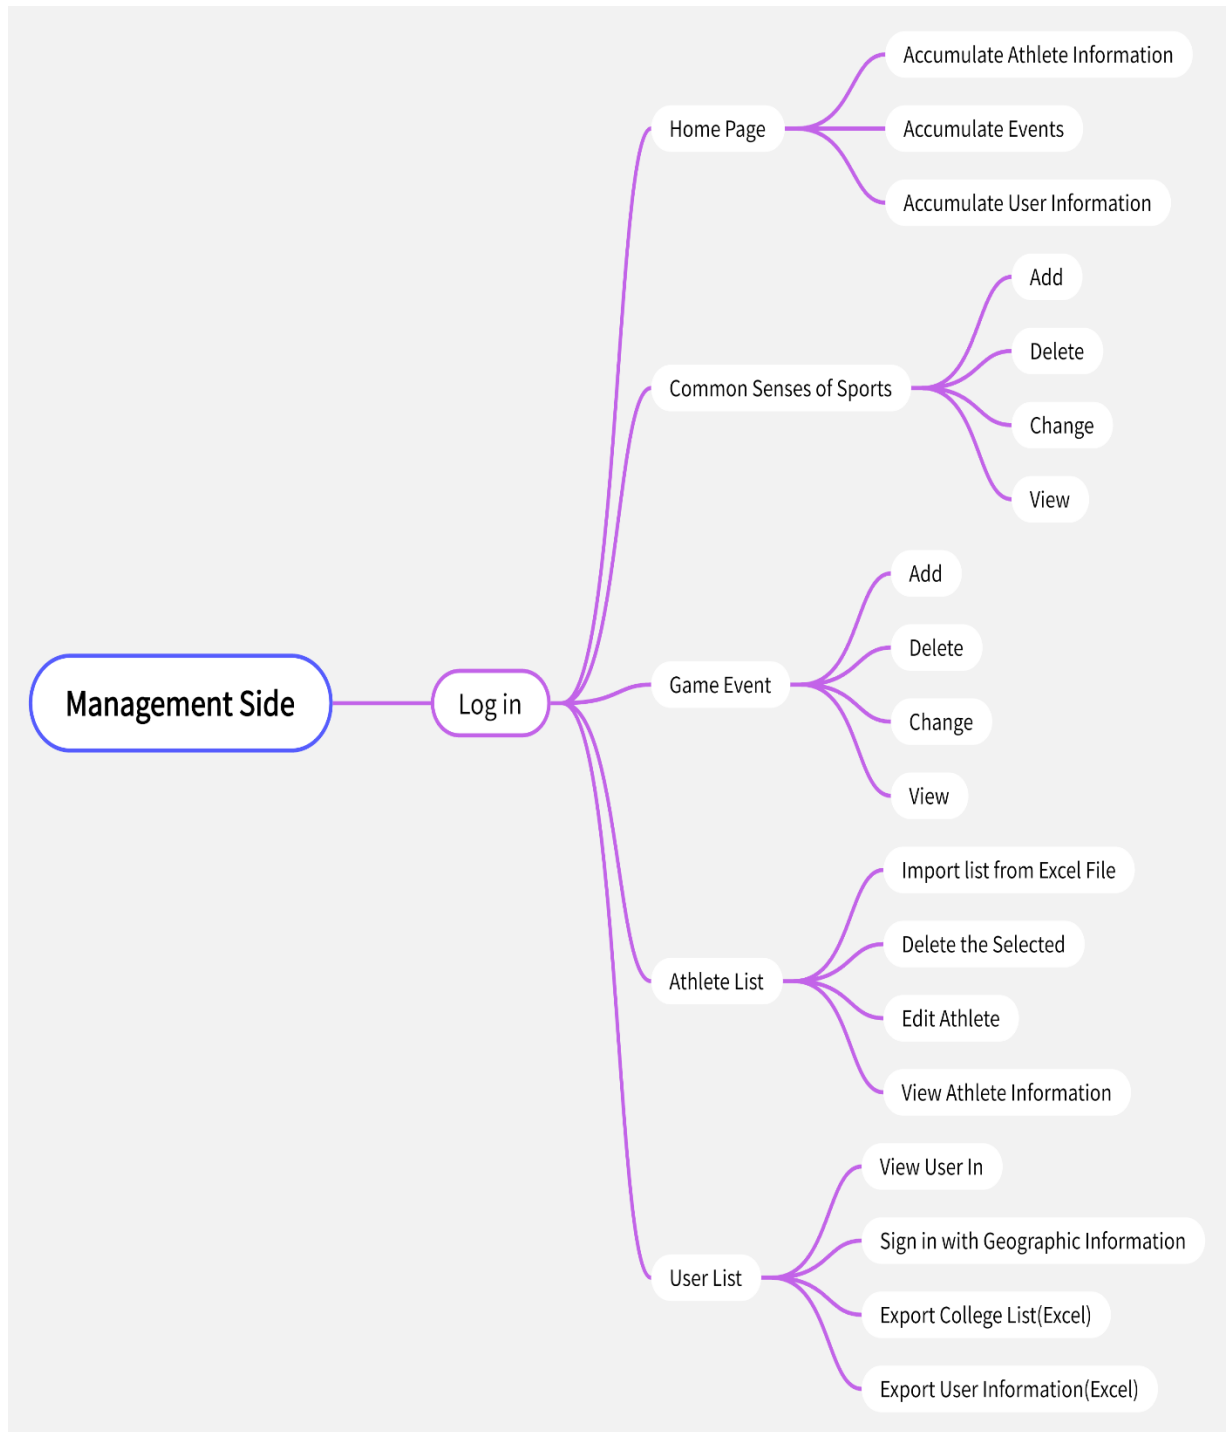 Management Side
Log in
Home Page
Accumulate Athlete Information
Accumulate Events
Accumulate User Information
Common Senses of Sports
Add
Delete
Change
View
Game Event
Add
Delete
Change
View
Athlete List
Import list from Excel File
Delete the Selected
Edit Athlete
View Athlete Information
User List
View User In
Sign in with Geographic Information
Export College List(Excel)
Export User Information(Excel)